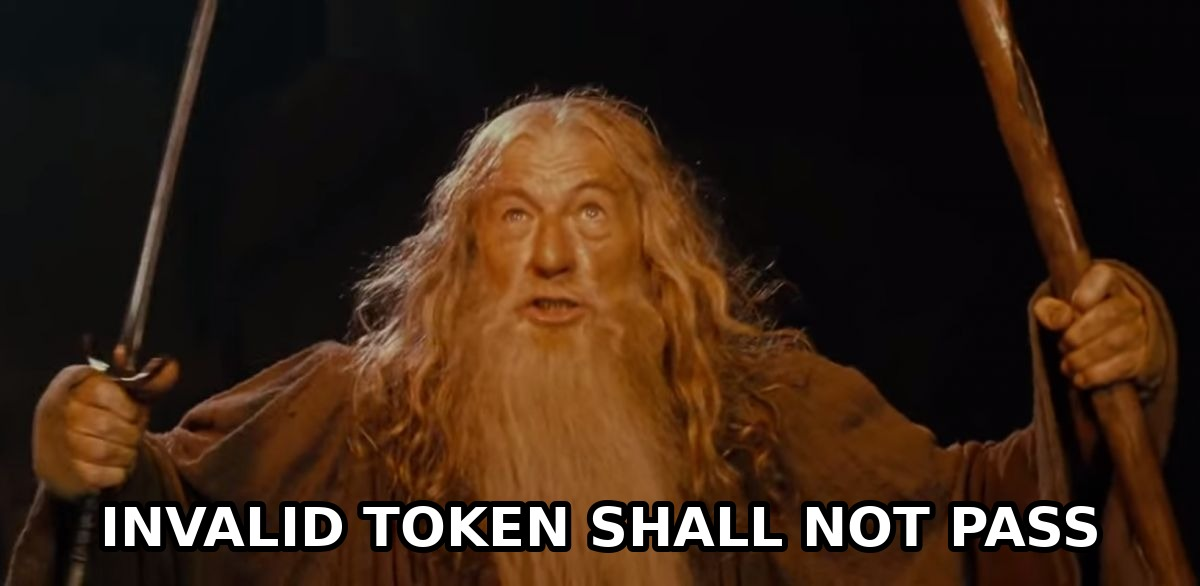 INVALID TOKEN SHALL NOT PASS